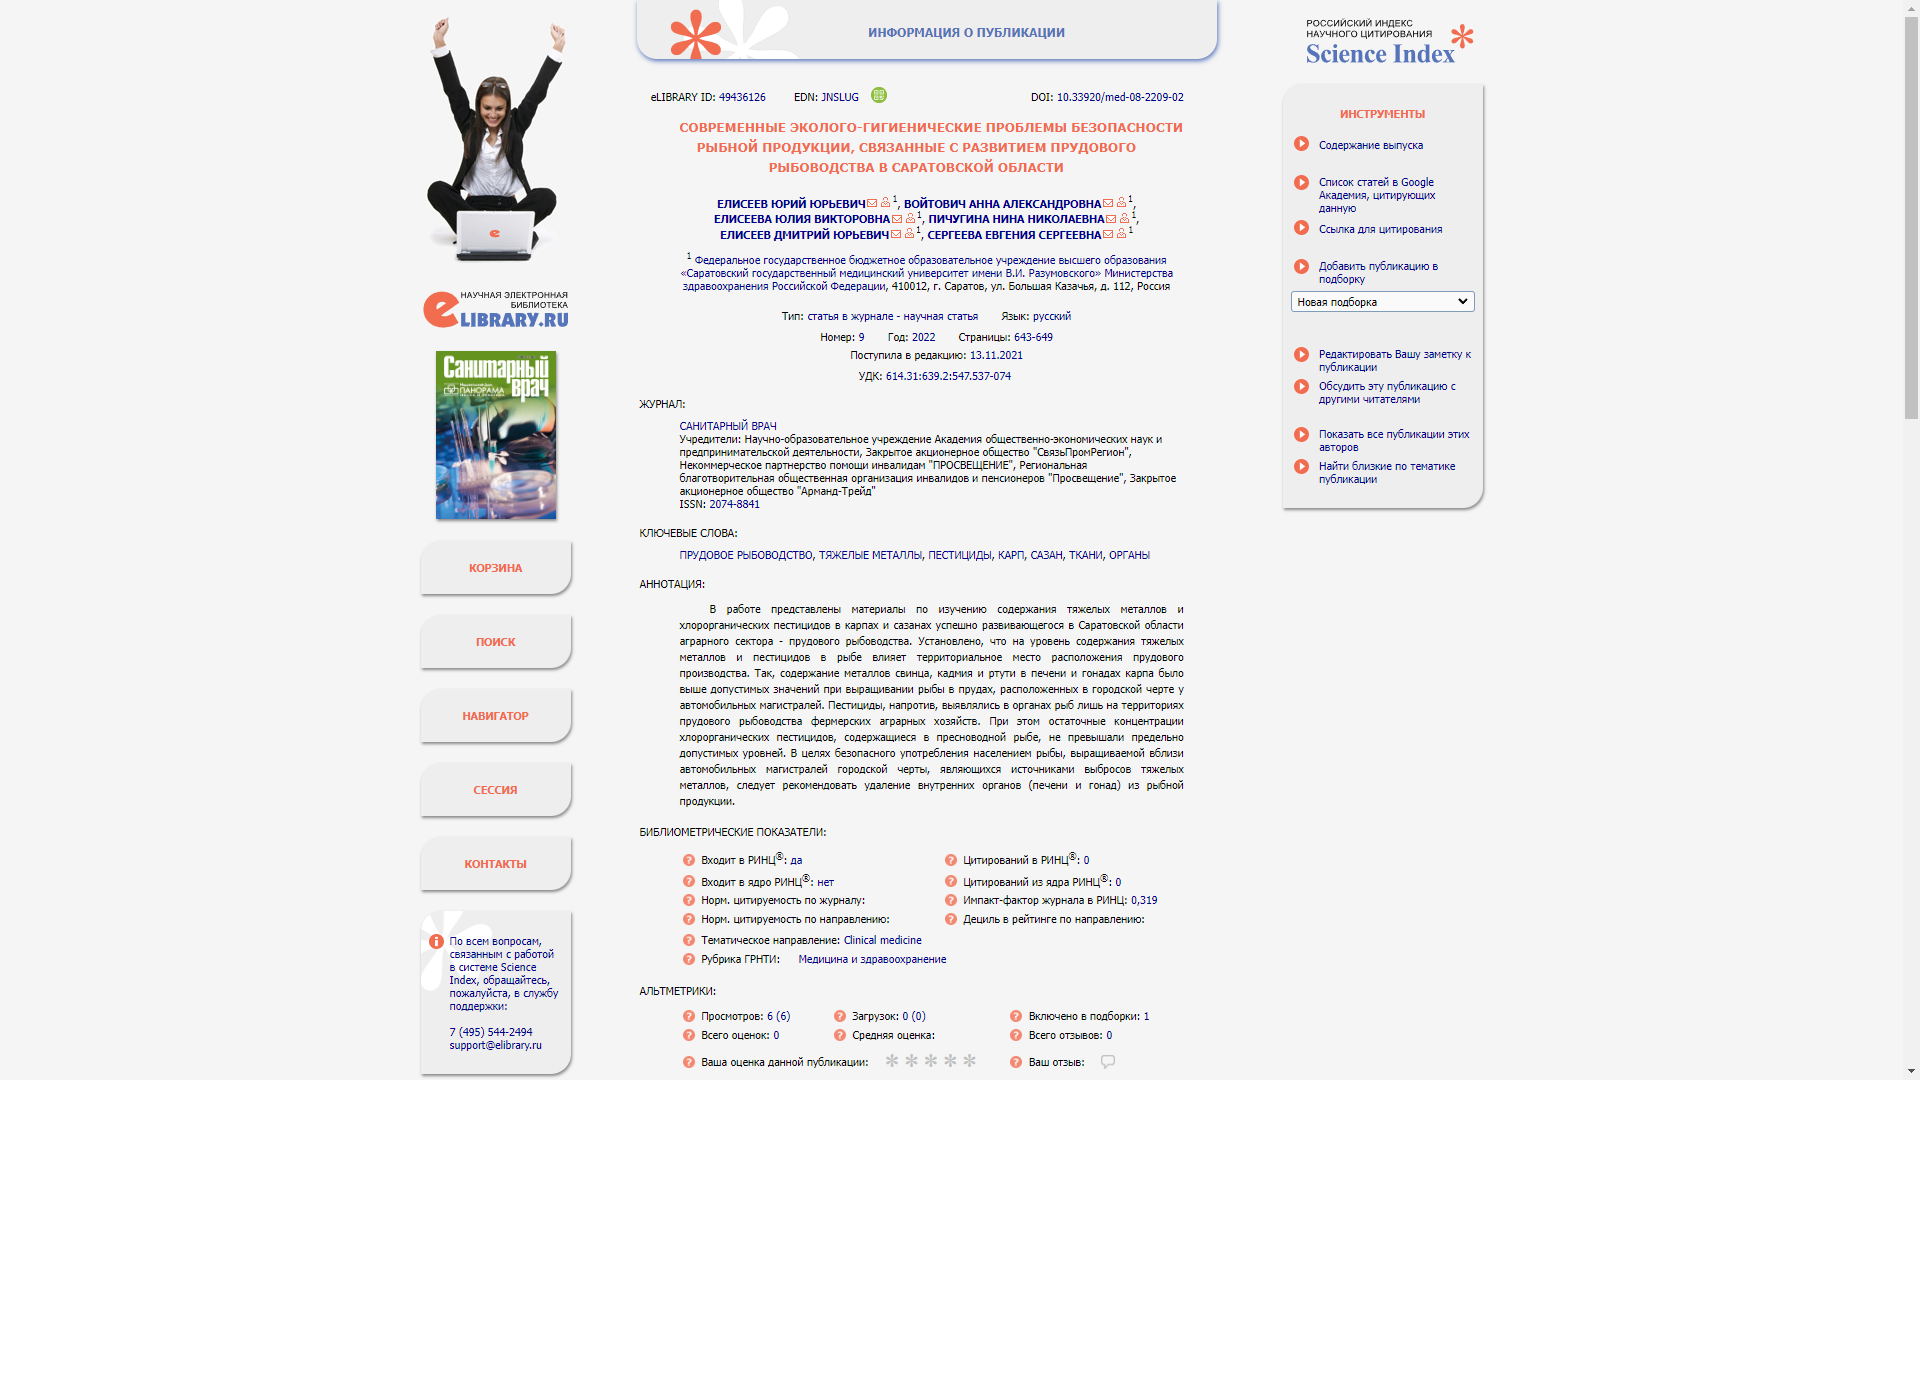 НАУЧНАЯ ЭЛЕКТРОННАЯ
БИБЛИОТЕКА
eLIBRARY.RU
Санитарный
врач
ПАНОРАМА
КОРЗИНА
ПОИСК
НАВИГАТОР
СЕССИЯ
КОНТАКТЫ
По всем вопросам,
связанным с работой
в системе Science
Index, обращайтесь,
пожалуйста, в службу
поддержки:
7 (495) 544-2494
support@elibrary.ru
ИНФОРМАЦИЯ О ПУБЛИКАЦИИ
eLIBRARY ID: 49436126 EDN: JNSLUG DOI: 10.33920/med-08-2209-02
СОВРЕМЕННЫЕ ЭКОЛОГО-ГИГИЕНИЧЕСКИЕ ПРОБЛЕМЫ БЕЗОПАСНОСТИ
РЫБНОЙ ПРОДУКЦИИ, СВЯЗАННЫЕ С РАЗВИТИЕМ ПРУДОВОГО
РЫБОВОДСТВА В САРАТОВСКОЙ ОБЛАСТИ
ЕЛИСЕЕВ ЮРИЙ ЮРЬЕВИЧ 1, ВОЙТОВИЧ АННА АЛЕКСАНДРОВНА 1,
ЕЛИСЕЕВА ЮЛИЯ ВИКТОРОВНА 1, ПИЧУГИНА НИНА НИКОЛАЕВНА 1,
ЕЛИСЕЕВ ДМИТРИЙ ЮРЬЕВИЧ 1, СЕРГЕЕВА ЕВГЕНИЯ СЕРГЕЕВНА 1
1 Федеральное государственное бюджетное образовательное учреждение высшего образования
«Саратовский государственный медицинский университет имени В.И. Разумовского» Министерства
здравоохранения Российской Федерации, 410012, г. Саратов, ул. Большая Казачья, д. 112, Россия
Тип: статья в журнале - научная статья Язык: русский
Номер: 9 Год: 2022 Страницы: 643-649
Поступила в редакцию: 13.11.2021
УДК: 614.31:639.2:547.537-074
ЖУРНАЛ:
САНИТАРНЫЙ ВРАЧ
Учредители: Научно-образовательное учреждение Академия общественно-экономических наук и
предпринимательской деятельности, Закрытое акционерное общество "СвязьПромРегион",
Некоммерческое партнерство помощи инвалидам "ПРОСВЕЩЕНИЕ", Региональная
благотворительная общественная организация инвалидов и пенсионеров "Просвещение", Закрытое
акционерное общество "Арманд-Трейд"
ISSN: 2074-8841
КЛЮЧЕВЫЕ СЛОВА:
ПРУДОВОЕ РЫБОВОДСТВО, ТЯЖЕЛЫЕ МЕТАЛЛЫ, ПЕСТИЦИДЫ, КАРП, САЗАН, ТКАНИ, ОРГАНЫ
АННОТАЦИЯ:
В работе представлены материалы по изучению содержания тяжелых металлов и
хлорорганических пестицидов в карпах и сазанах успешно развивающегося в Саратовской области
аграрного сектора - прудового рыбоводства. Установлено, что на уровень содержания тяжелых
металлов и пестицидов в рыбе влияет территориальное место расположения прудового
производства. Так, содержание металлов свинца, кадмия и ртути в печени и гонадах карпа было
выше допустимых значений при выращивании рыбы в прудах, расположенных в городской черте у
автомобильных магистралей. Пестициды, напротив, выявлялись в органах рыб лишь на территориях
прудового рыбоводства фермерских аграрных хозяйств. При этом остаточные концентрации
хлорорганических пестицидов, содержащиеся в пресноводной рыбе, не превышали предельно
допустимых уровней. В целях безопасного употребления населением рыбы, выращиваемой вблизи
автомобильных магистралей городской черты, являющихся источниками выбросов тяжелых
металлов, следует рекомендовать удаление внутренних органов (печени и гонад) из рыбной
продукции.
БИБЛИОМЕТРИЧЕСКИЕ ПОКАЗАТЕЛИ:
Входит в РИНЦ®: да Цитирований в РИНЦ®: 0
Входит в ядро РИНЦ®: нет Цитирований из ядра РИНЦ®: 0
Норм. цитируемость по журналу: Импакт-фактор журнала в РИНЦ: 0,319
Норм. цитируемость по направлению: Дециль в рейтинге по направлению:
Тематическое направление: Clinical medicine
Рубрика ГРНТИ: Медицина и здравоохранение
АЛЬТМЕТРИКИ:
Просмотров: 6 (6) Загрузок: 0 (0) Включено в подборки: 1
Всего оценок: 0 Средняя оценка: Всего отзывов: 0
Ваша оценка данной публикации: Ваш отзыв:
РОССИЙСКИЙ ИНДЕКС
НАУЧНОГО ЦИТИРОВАНИЯ
Science Index
ИНСТРУМЕНТЫ
Содержание выпуска
Список статей в Google
Академия, цитирующих
данную
Ссылка для цитирования
Добавить публикацию в
подборку
Новая подборка
Редактировать Вашу заметку к
публикации
Обсудить эту публикацию с
другими читателями
Показать все публикации этих
авторов
Найти близкие по тематике
публикации